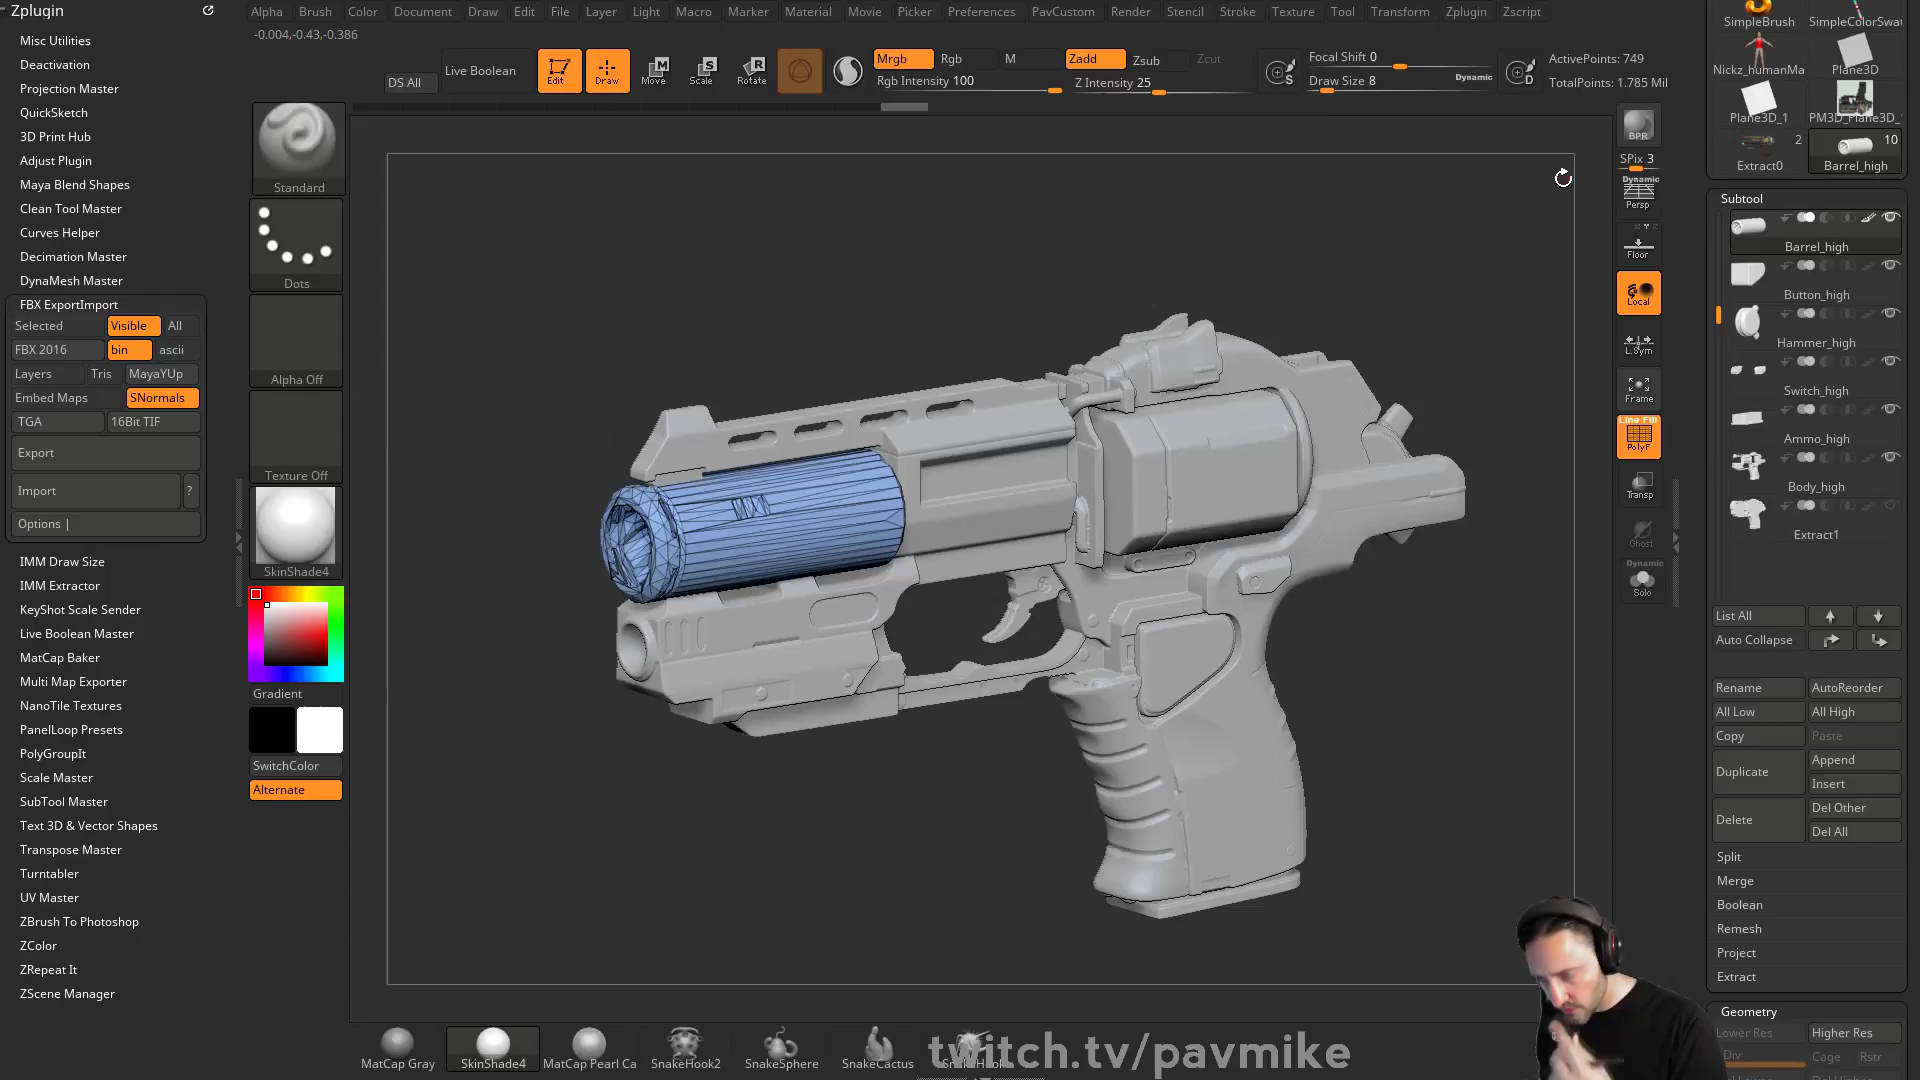 Zplugin
Alpha Brush Color Document Draw Edit File Layer Light Macro Marker Material Movie Picker Preferences PavCustom Render Stencil Stroke Texture Tool Transform Zplugin Zscript
-0.004,-0.43,-0.386
DS All
Live Boolean
Edit
Draw
Move
Scale
Rotate
Mrgb Rgb M
Rgb Intensity 100
Zadd Zsub Zcut
Z Intensity 25
Focal Shift 0
Draw Size 8
Dynamic
ActivePoints: 749
TotalPoints: 1.785 Mil
Misc Utilities
Deactivation
Projection Master
QuickSketch
3D Print Hub
Adjust Plugin
Maya Blend Shapes
Clean Tool Master
Curves Helper
Decimation Master
DynaMesh Master
FBX ExportImport
Selected Visible All
FBX 2016 bin ascii
Layers Tris MayaYUp
Embed Maps SNormals
TGA 16Bit TIF
Export
Import ?
Options |
IMM Draw Size
IMM Extractor
KeyShot Scale Sender
Live Boolean Master
MatCap Baker
Multi Map Exporter
NanoTile Textures
PanelLoop Presets
PolyGroupIt
Scale Master
SubTool Master
Text 3D & Vector Shapes
Transpose Master
Turntabler
UV Master
ZBrush To Photoshop
ZColor
ZRepeat It
ZScene Manager
Standard
Dots
Alpha Off
Texture Off
SkinShade4
Gradient
SwitchColor
Alternate
BPR
SPix 3
Dynamic
Persp
Floor
Local
L.Sym
Frame
Line Fill
PolyF
Transp
Ghost
Dynamic
Solo
SimpleBrush SimpleColorSwat
Nickz_humanMa Plane3D
Plane3D_1 PM3D_Plane3D_
2 10
Extract0 Barrel_high
Subtool
Barrel_high
Button_high
Hammer_high
Switch_high
Ammo_high
Body_high
Extract1
List All
Auto Collapse
Rename AutoReorder
All Low All High
Copy Paste
Duplicate Append
Insert
Delete Del Other
Del All
Split
Merge
Boolean
Remesh
Project
Extract
Geometry
Lower Res Higher Res
Cage Rstr
MatCap Gray SkinShade4 MatCap Pearl Ca SnakeHook2 SnakeSphere SnakeCactus
twitch.tv/pavmike